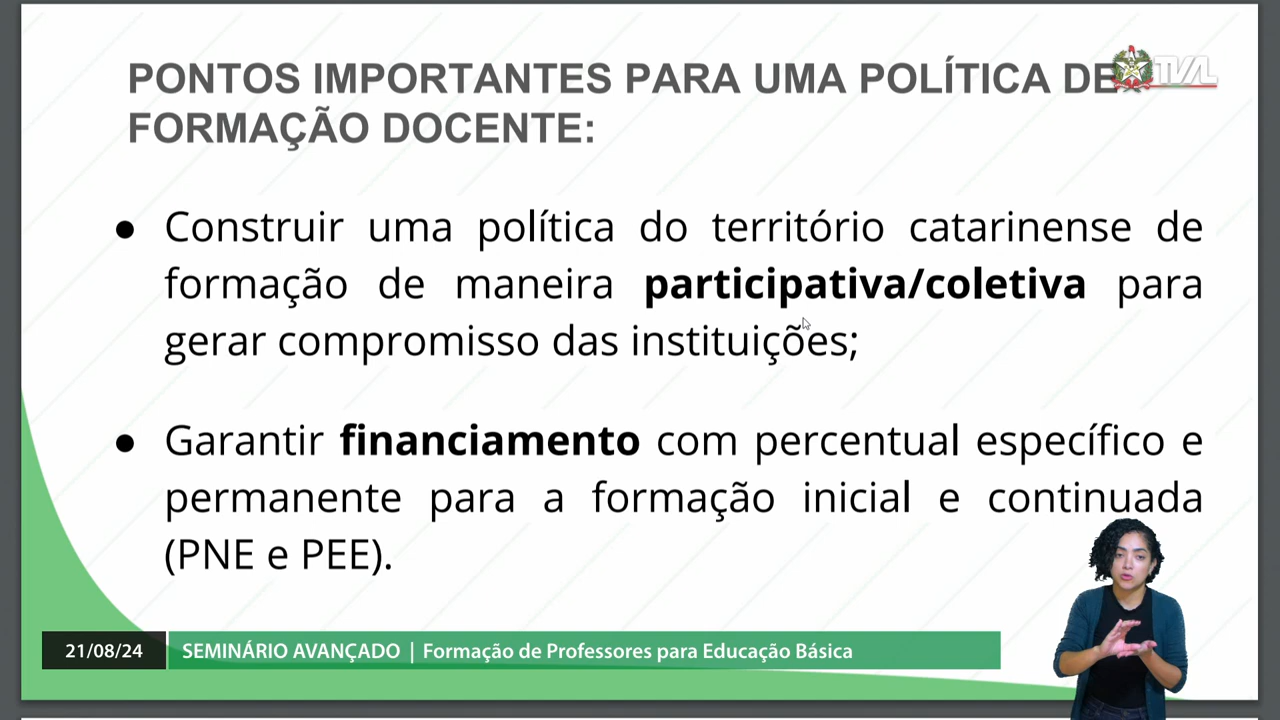 PONTOS IMPORTANTES PARA UMA POLÍTICA DE
FORMAÇÃO DOCENTE:
TVAL
● Construir uma política do território catarinense de
formação de maneira participativa/coletiva para
gerar compromisso das instituições;
● Garantir financiamento com percentual específico e
permanente para a formação inicial e continuada
(PNE e PEE).
21/08/24 SEMINÁRIO AVANÇADO | Formação de Professores para Educação Básica